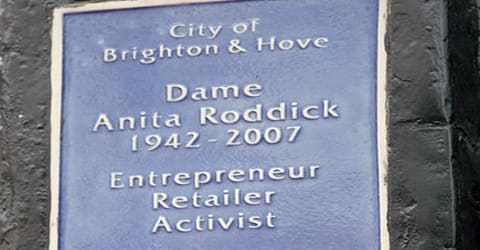 City of
Brighton & Hove
Dame
Anita Roddick
1942-2007
Entrepreneur
Retailer
Activist